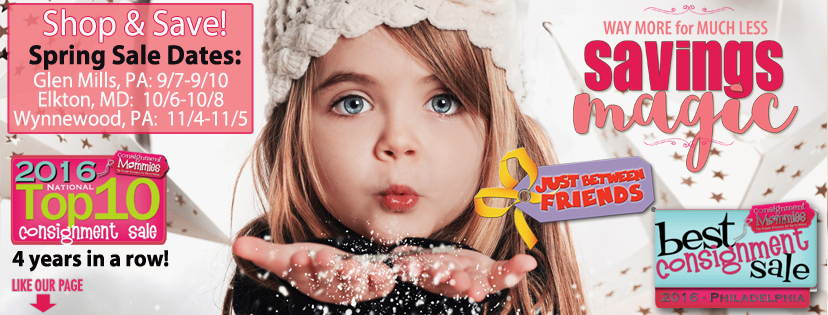 Shop & Save!
Spring Sale Dates:
Glen Mills, PA: 9/7-9/10
Elkton, MD: 10/6-10/8
Wynnewood, PA: 11/4-11/5
2016
NATIONAL
Top10
consignment sale
Consignment
Mommies
4 years in a row!
LIKE OUR PAGE
WAY MORE for MUCH LESS
savings
magic
JUST BETWEEN
FRIENDS
Consignment
Mommies
best
consignment
sale
2016 - PHILADELPHIA